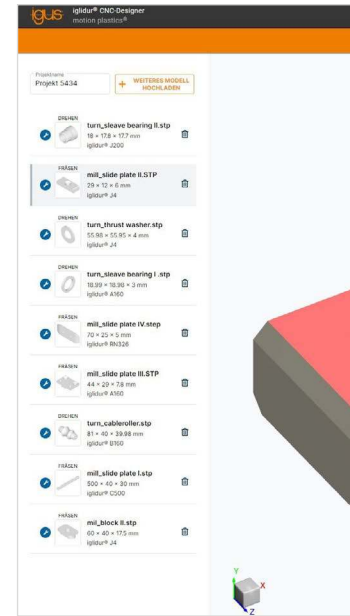 igus
iglidur® CNC-Designer
motion plastics®
Projektname
Projekt 5434
+ WEITERES MODELL
HOCHLADEN
DREHEN
turn_sleave bearing II.stp
18 × 17.8 × 17.7 mm
iglidur® J200
FRÄSEN
mill_slide plate II.STP
29 × 12 × 6 mm
iglidur® J4
DREHEN
turn_thrust washer.stp
55.98 × 55.95 × 4 mm
iglidur® J4
DREHEN
turn_sleave bearing I .stp
18.99 × 18.98 × 3 mm
iglidur® A160
FRÄSEN
mill_slide plate IV.step
70 × 25 × 5 mm
iglidur® RN326
FRÄSEN
mill_slide plate III.STP
44 × 20 × 7.8 mm
iglidur® A160
DREHEN
turn_cableroller.stp
81 × 40 × 39.98 mm
iglidur® B160
FRÄSEN
mill_slide plate I.stp
500 × 40 × 30 mm
iglidur® C500
FRÄSEN
mil_block II.stp
60 × 40 × 17.5 mm
iglidur® J4
Y
X
Z